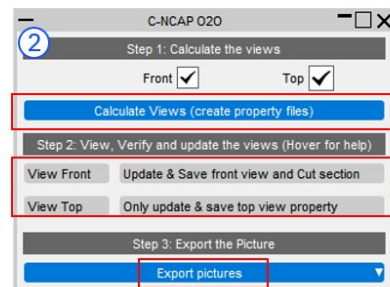 C-NCAP O2O
2
Step 1: Calculate the views
Front Top
Calculate Views (create property files)
Step 2: View, Verify and update the views (Hover for help)
View Front Update & Save front view and Cut section
View Top Only update & save top view property
Step 3: Export the Picture
Export pictures